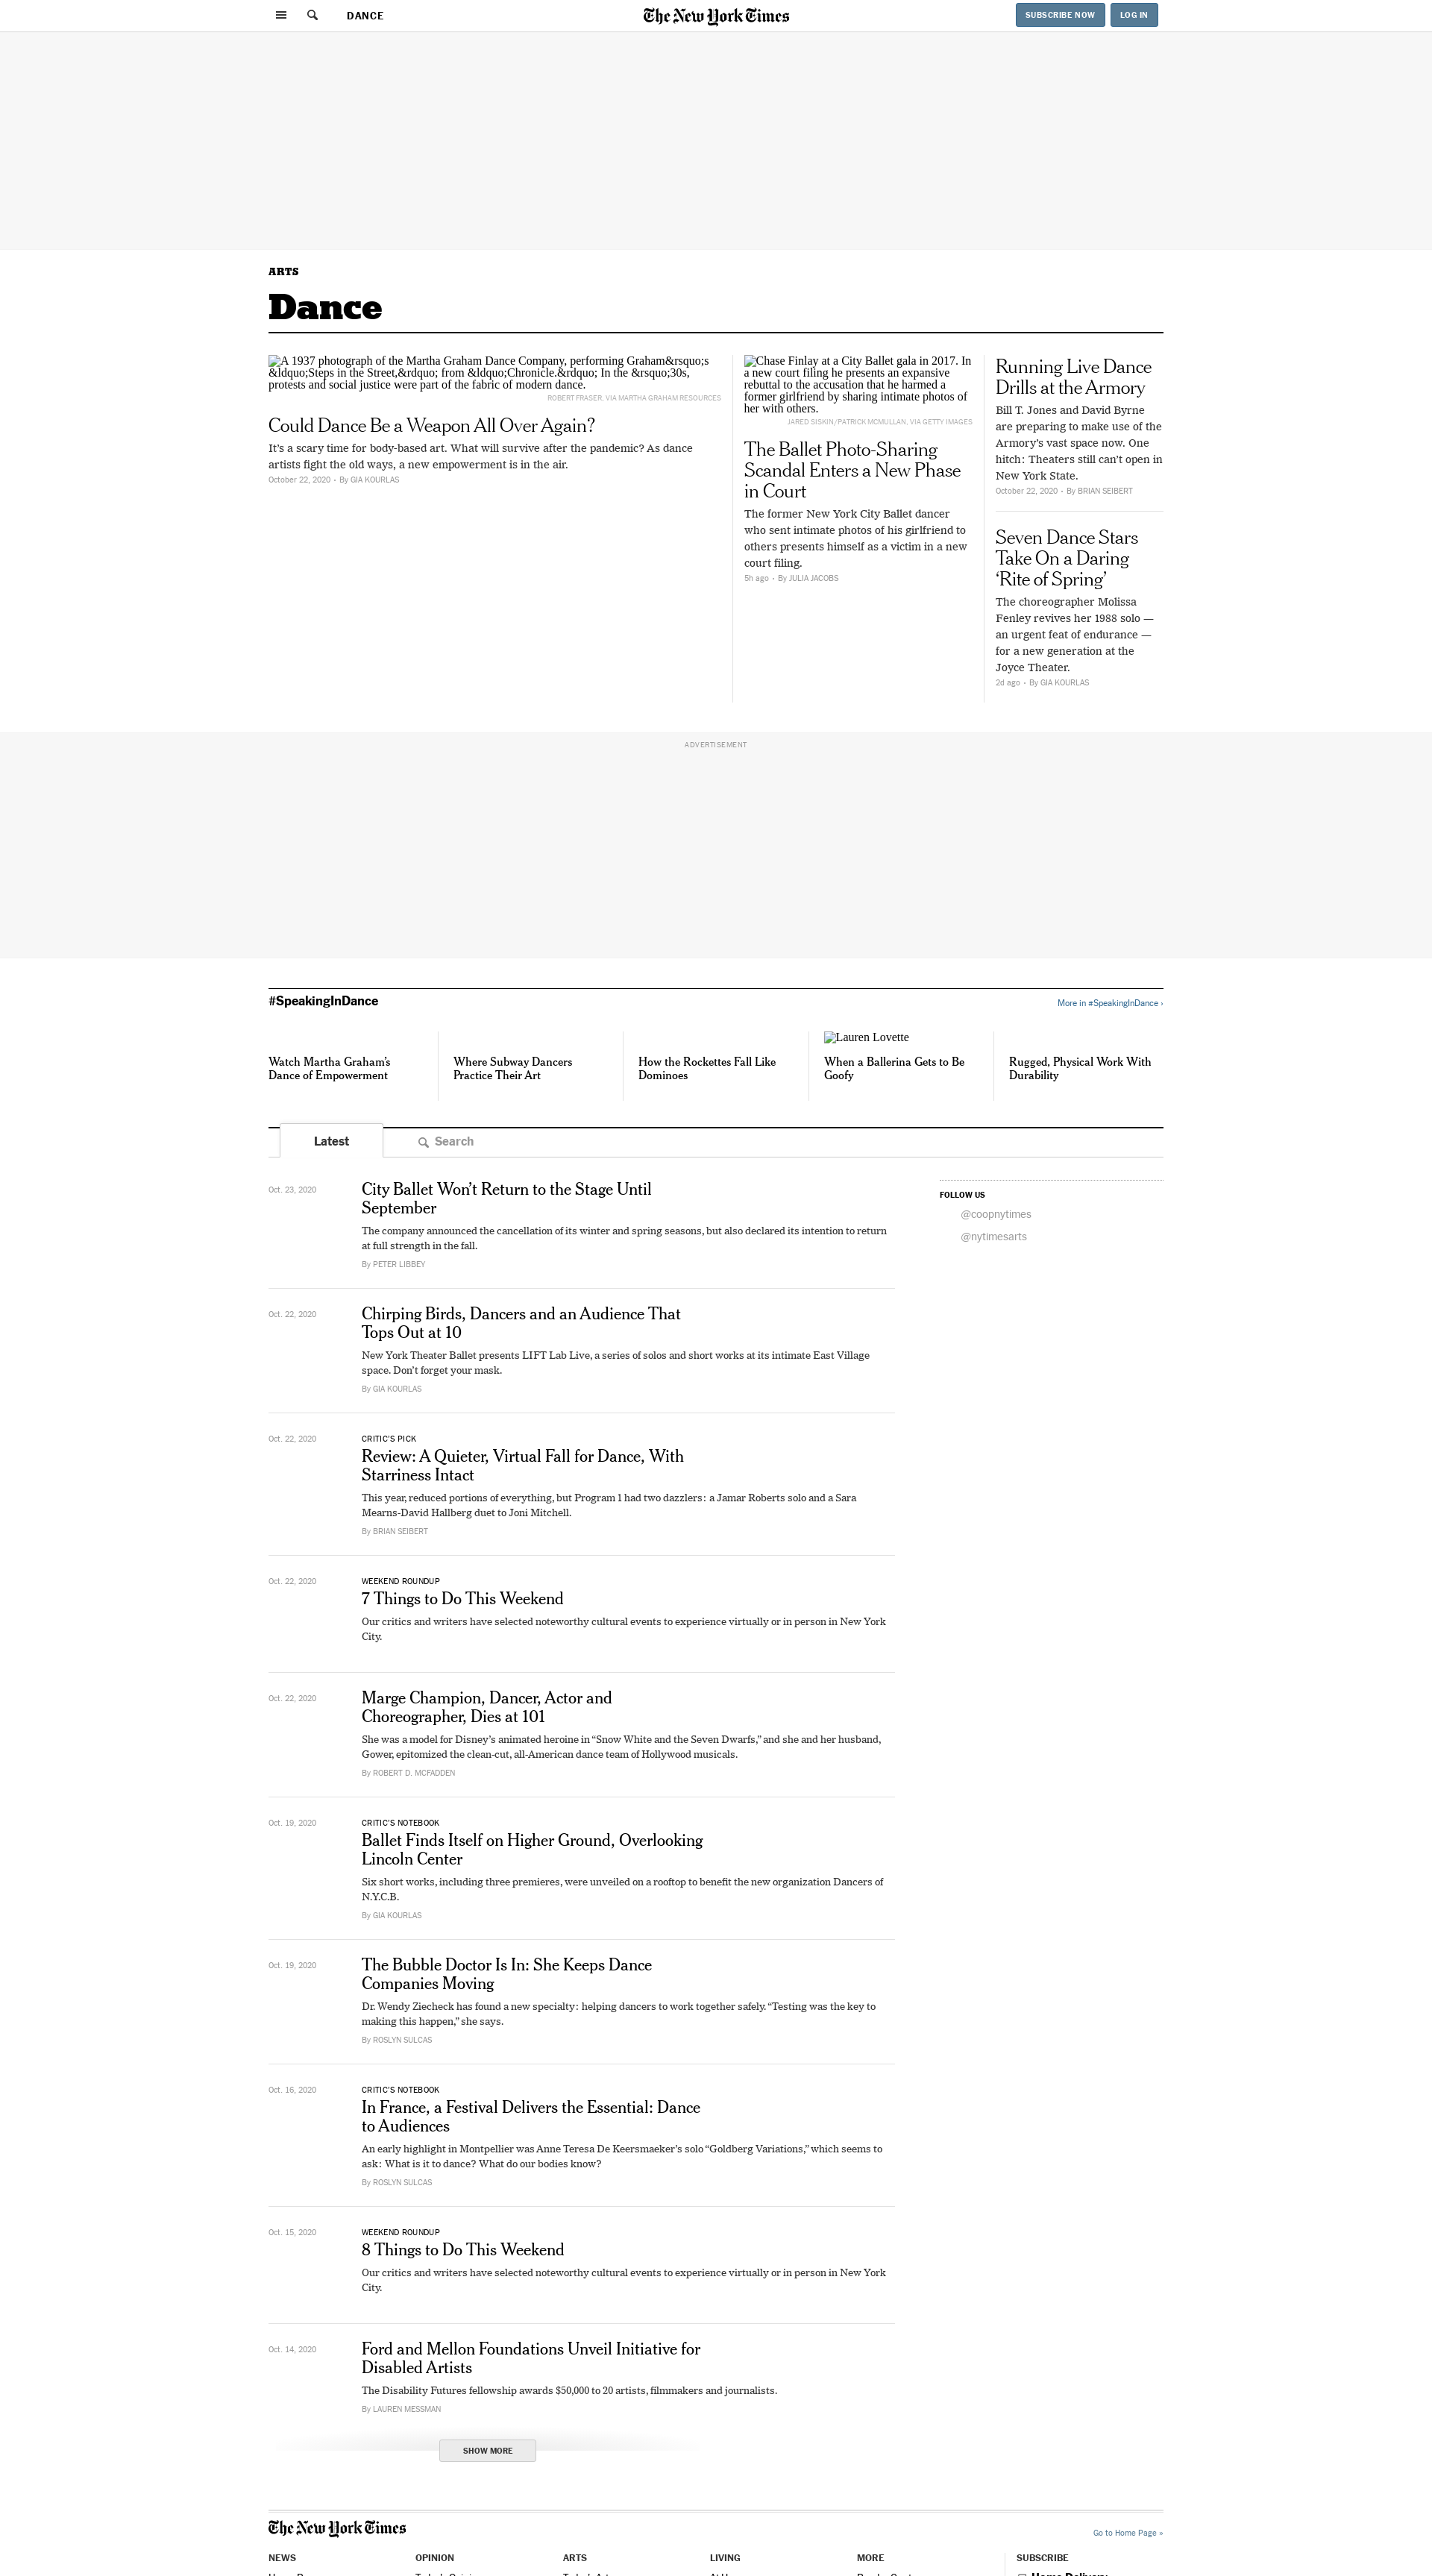 DANCE
The New York Times
SUBSCRIBE NOW
LOG IN
ARTS
Dance
A 1937 photograph of the Martha Graham Dance Company, performing Graham&rsquo;s
&ldquo;Steps in the Street,&rdquo; from &ldquo;Chronicle.&rdquo; In the &rsquo;30s,
protests and social justice were part of the fabric of modern dance.
ROBERT FRASER, VIA MARTHA GRAHAM RESOURCES
Could Dance Be a Weapon All Over Again?
It's a scary time for body-based art. What will survive after the pandemic? As dance
artists fight the old ways, a new empowerment is in the air.
October 22, 2020 • By GIA KOURLAS
Chase Finlay at a City Ballet gala in 2017. In
a new court filing he presents an expansive
rebuttal to the accusation that he harmed a
former girlfriend by sharing intimate photos of
her with others.
JARED SISKIN/PATRICK MCMULLAN, VIA GETTY IMAGES
The Ballet Photo-Sharing
Scandal Enters a New Phase
in Court
The former New York City Ballet dancer
who sent intimate photos of his girlfriend to
others presents himself as a victim in a new
court filing.
5h ago • By JULIA JACOBS
Running Live Dance
Drills at the Armory
Bill T. Jones and David Byrne
are preparing to make use of the
Armory's vast space now. One
hitch: Theaters still can't open in
New York State.
October 22, 2020 • By BRIAN SEIBERT
Seven Dance Stars
Take On a Daring
‘Rite of Spring’
The choreographer Molissa
Fenley revives her 1988 solo —
an urgent feat of endurance —
for a new generation at the
Joyce Theater.
2d ago • By GIA KOURLAS
ADVERTISEMENT
#SpeakingInDance
More in #SpeakingInDance ›
Watch Martha Graham's
Dance of Empowerment
Where Subway Dancers
Practice Their Art
How the Rockettes Fall Like
Dominoes
Lauren Lovette
When a Ballerina Gets to Be
Goofy
Rugged, Physical Work With
Durability
Latest
Search
Oct. 23, 2020
City Ballet Won't Return to the Stage Until
September
The company announced the cancellation of its winter and spring seasons, but also declared its intention to return
at full strength in the fall.
By PETER LIBBEY
FOLLOW US
@coopnytimes
@nytimesarts
Oct. 22, 2020
Chirping Birds, Dancers and an Audience That
Tops Out at 10
New York Theater Ballet presents LIFT Lab Live, a series of solos and short works at its intimate East Village
space. Don't forget your mask.
By GIA KOURLAS
Oct. 22, 2020
CRITIC'S PICK
Review: A Quieter, Virtual Fall for Dance, With
Starriness Intact
This year, reduced portions of everything, but Program 1 had two dazzlers: a Jamar Roberts solo and a Sara
Mearns-David Hallberg duet to Joni Mitchell.
By BRIAN SEIBERT
Oct. 22, 2020
WEEKEND ROUNDUP
7 Things to Do This Weekend
Our critics and writers have selected noteworthy cultural events to experience virtually or in person in New York
City.
Oct. 22, 2020
Marge Champion, Dancer, Actor and
Choreographer, Dies at 101
She was a model for Disney's animated heroine in “Snow White and the Seven Dwarfs,” and she and her husband,
Gower, epitomized the clean-cut, all-American dance team of Hollywood musicals.
By ROBERT D. MCFADDEN
Oct. 19, 2020
CRITIC'S NOTEBOOK
Ballet Finds Itself on Higher Ground, Overlooking
Lincoln Center
Six short works, including three premieres, were unveiled on a rooftop to benefit the new organization Dancers of
N.Y.C.B.
By GIA KOURLAS
Oct. 19, 2020
The Bubble Doctor Is In: She Keeps Dance
Companies Moving
Dr. Wendy Ziecheck has found a new specialty: helping dancers to work together safely. “Testing was the key to
making this happen,” she says.
By ROSLYN SULCAS
Oct. 16, 2020
CRITIC'S NOTEBOOK
In France, a Festival Delivers the Essential: Dance
to Audiences
An early highlight in Montpellier was Anne Teresa De Keersmaeker's solo “Goldberg Variations,” which seems to
ask: What is it to dance? What do our bodies know?
By ROSLYN SULCAS
Oct. 15, 2020
WEEKEND ROUNDUP
8 Things to Do This Weekend
Our critics and writers have selected noteworthy cultural events to experience virtually or in person in New York
City.
Oct. 14, 2020
Ford and Mellon Foundations Unveil Initiative for
Disabled Artists
The Disability Futures fellowship awards $50,000 to 20 artists, filmmakers and journalists.
By LAUREN MESSMAN
SHOW MORE
The New York Times
Go to Home Page »
NEWS
OPINION
ARTS
LIVING
MORE
SUBSCRIBE